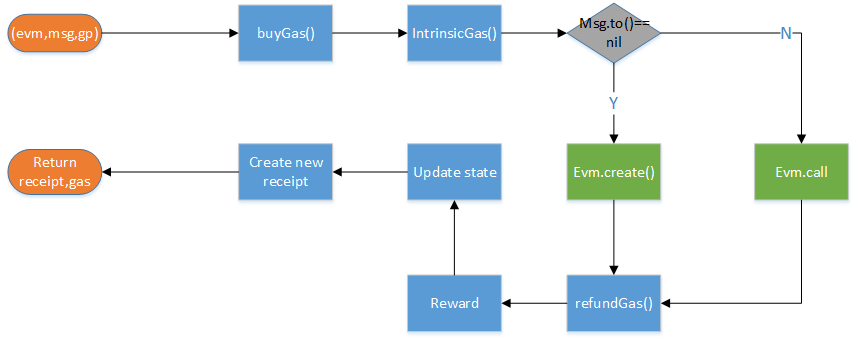 (evm,msg,gp)
buyGas()
IntrinsicGas()
Msg.to()==
nil
N
Y
Return
receipt,gas
Create new
receipt
Update state
Evm.create()
Evm.call
Reward
refundGas()